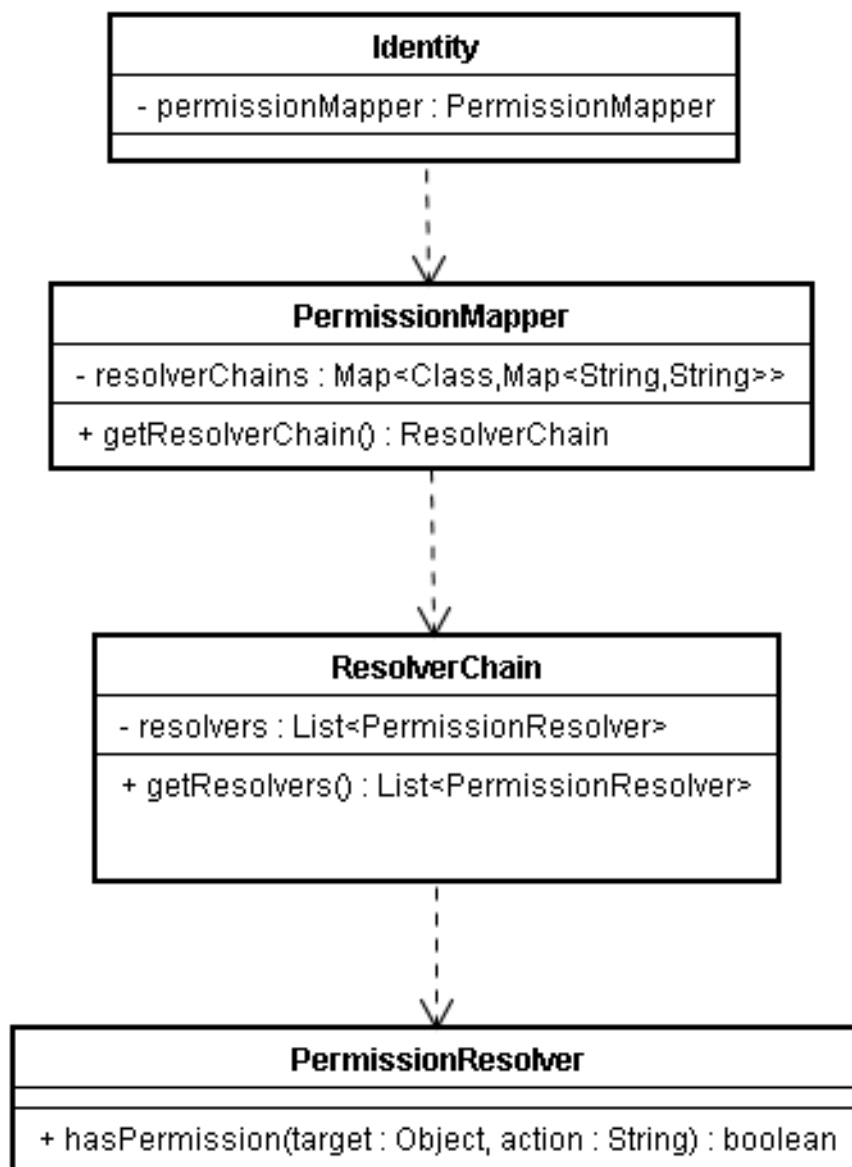 Identity
- permissionMapper : PermissionMapper
PermissionMapper
- resolverChains : Map<Class,Map<String,String>>
+ getResolverChain() : ResolverChain
ResolverChain
- resolvers : List<PermissionResolver>
+ getResolvers() : List<PermissionResolver>
PermissionResolver
+ hasPermission(target : Object, action : String) : boolean